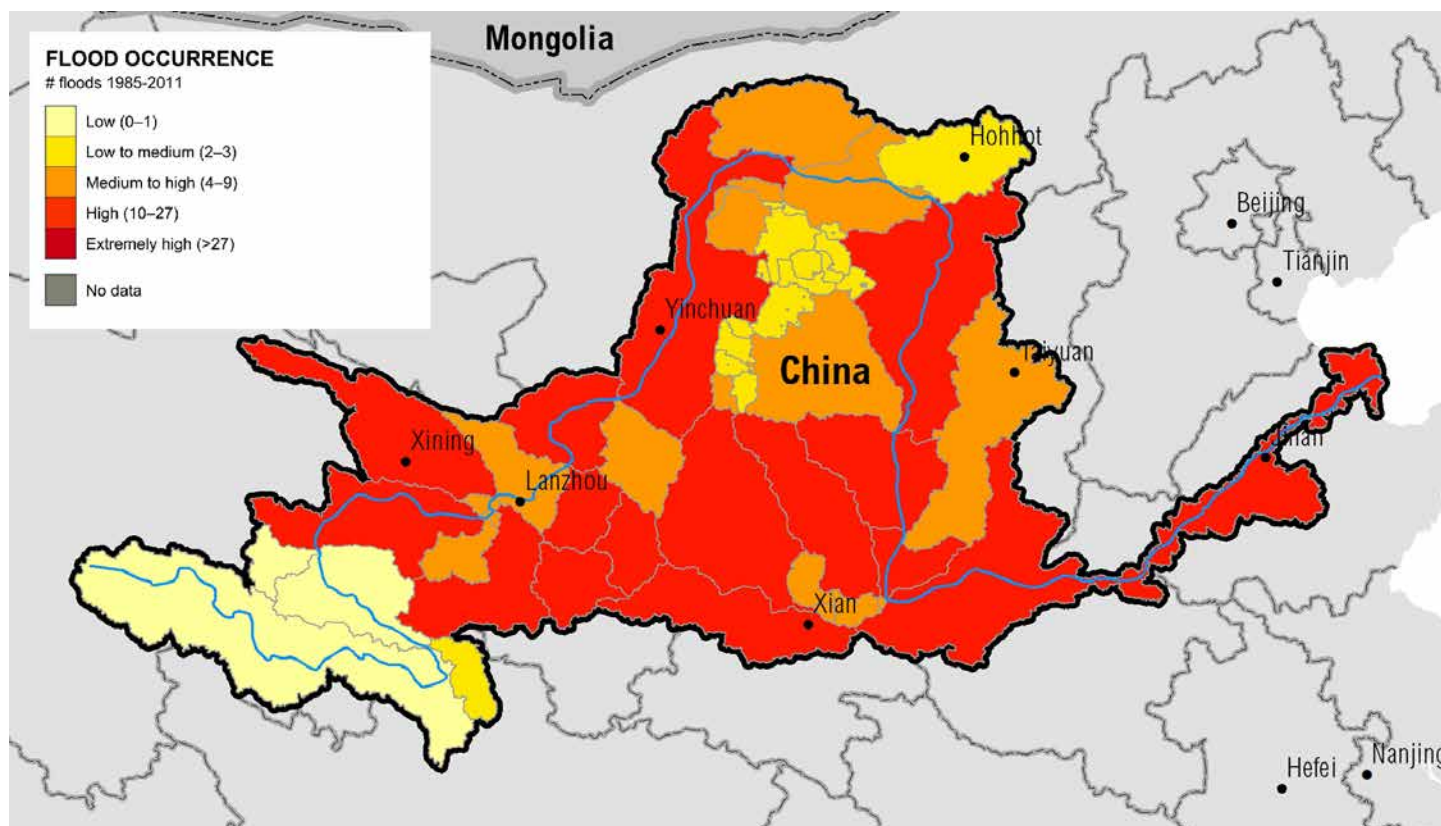 Mongolia
FLOOD OCCURRENCE
# floods 1985-2011
Low (0–1)
Low to medium (2–3)
Medium to high (4–9)
High (10–27)
Extremely high (>27)
No data
Hohhot
Beijing
Tianjin
Yinchuan
China
Taiyuan
Xining
Lanzhou
Jinan
Xian
Hefei
Nanjing